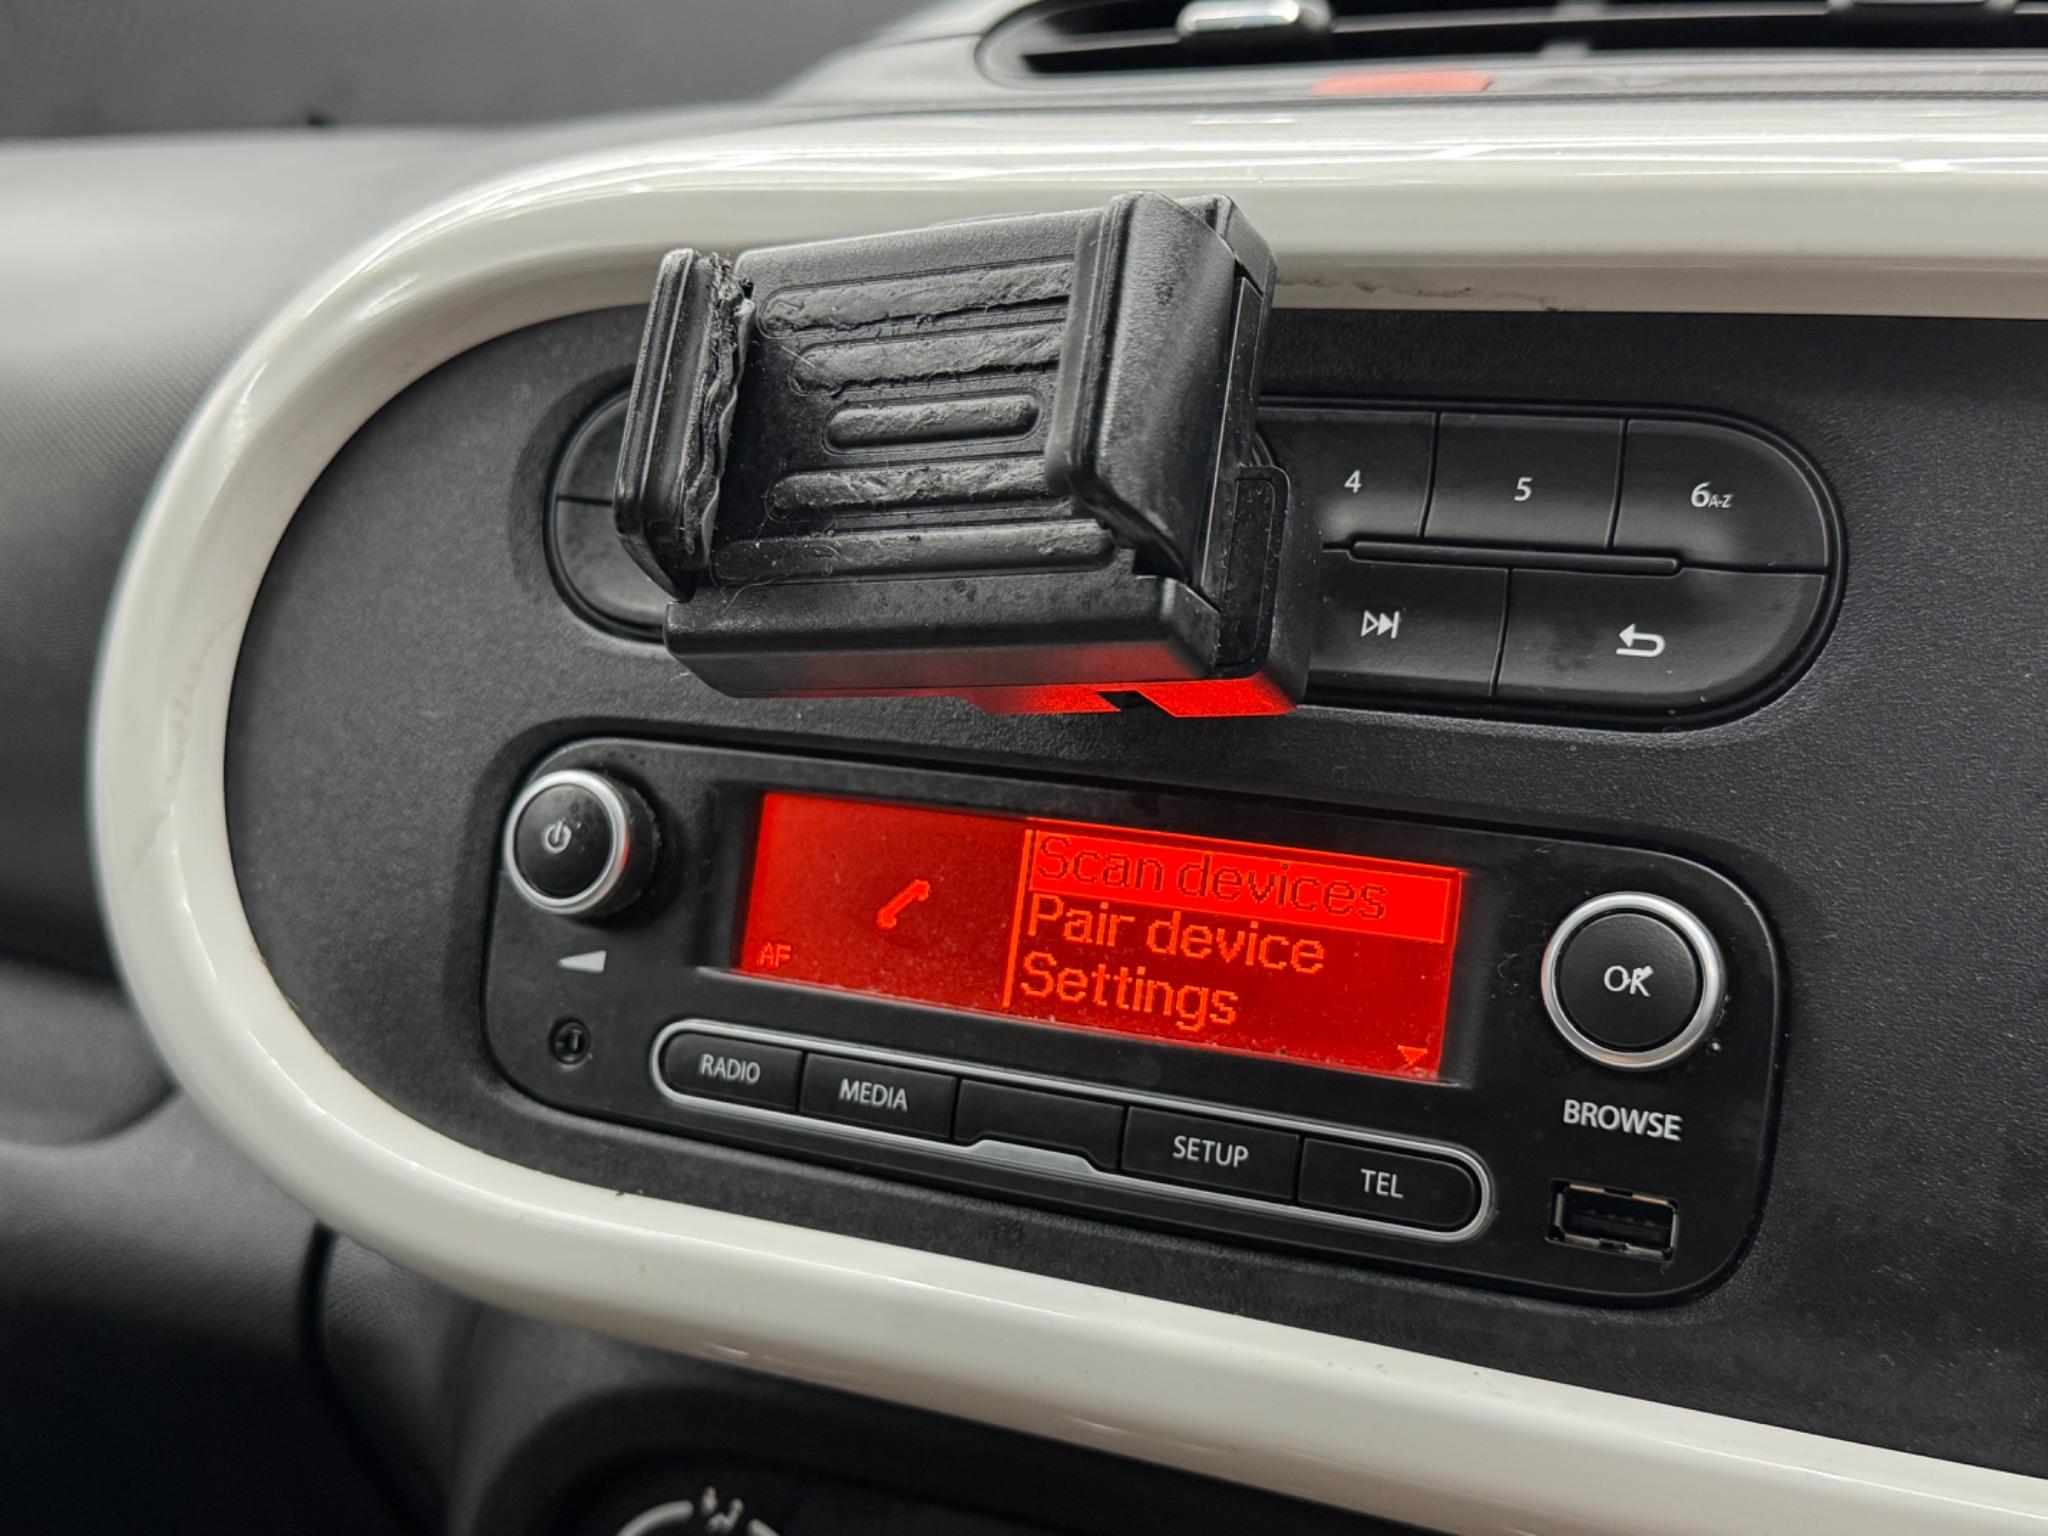 4 5 6A-Z
Scan devices
Pair device
Settings
AF
OK
BROWSE
RADIO MEDIA SETUP TEL